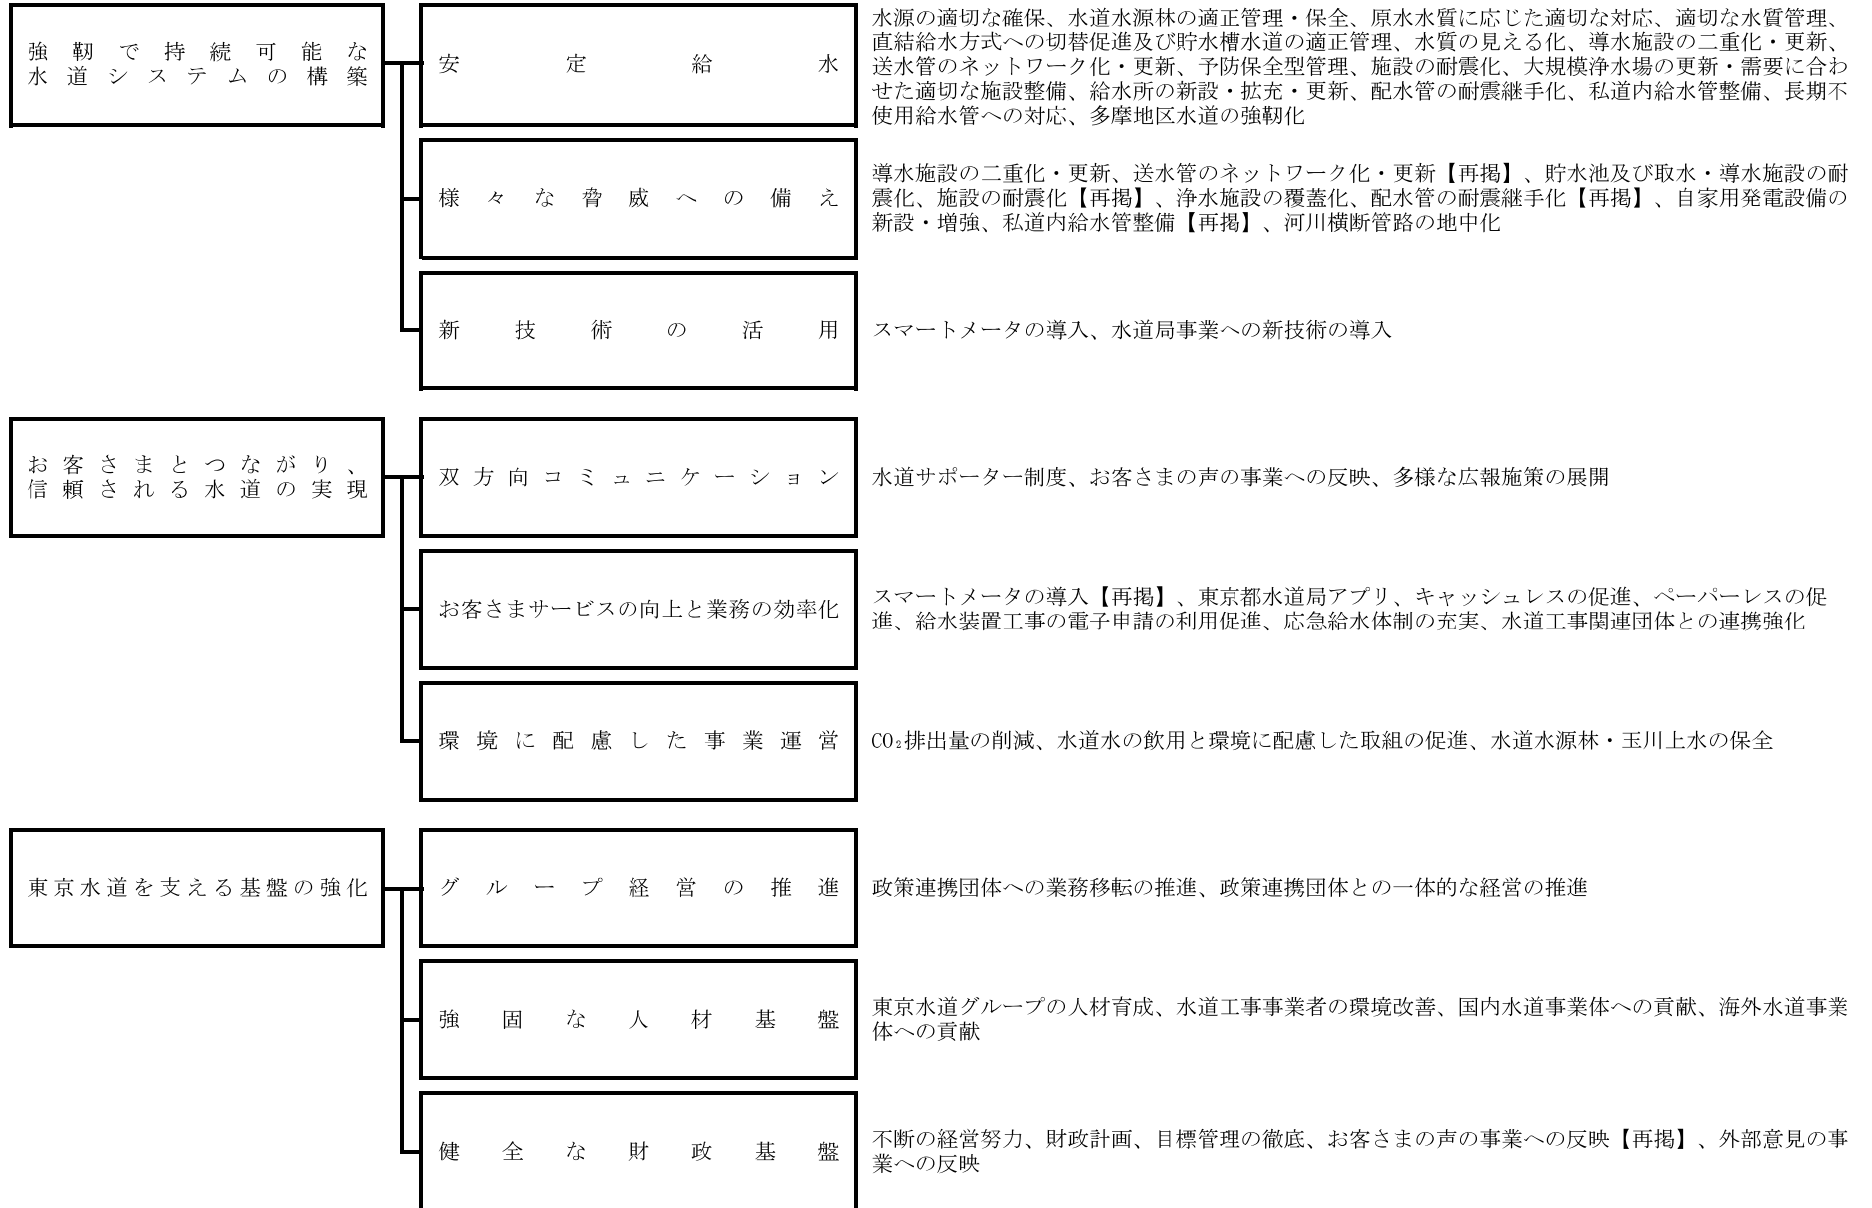 強靭で持続可能な
水道システムの構築
安定給水
水源の適切な確保、水道水源林の適正管理・保全、原水水質に応じた適切な対応、適切な水質管理、
直結給水方式への切替促進及び貯水槽水道の適正管理、水質の見える化、導水施設の二重化・更新、
送水管のネットワーク化・更新、予防保全型管理、施設の耐震化、大規模浄水場の更新・需要に合わ
せた適切な施設整備、給水所の新設・拡充・更新、配水管の耐震継手化、私道内給水管整備、長期不
使用給水管への対応、多摩地区水道の強靭化
様々な脅威への備え
導水施設の二重化・更新、送水管のネットワーク化・更新【再掲】、貯水池及び取水・導水施設の耐
震化、施設の耐震化【再掲】、浄水施設の覆蓋化、配水管の耐震継手化【再掲】、自家用発電設備の
新設・増強、私道内給水管整備【再掲】、河川横断管路の地中化
新技術の活用
スマートメータの導入、水道局事業への新技術の導入
お客さまとつながり、
信頼される水道の実現
双方向コミュニケーション
水道サポーター制度、お客さまの声の事業への反映、多様な広報施策の展開
お客さまサービスの向上と業務の効率化
スマートメータの導入【再掲】、東京都水道局アプリ、キャッシュレスの促進、ペーパーレスの促
進、給水装置工事の電子申請の利用促進、応急給水体制の充実、水道工事関連団体との連携強化
環境に配慮した事業運営
CO₂排出量の削減、水道水の飲用と環境に配慮した取組の促進、水道水源林・玉川上水の保全
東京水道を支える基盤の強化
グループ経営の推進
政策連携団体への業務移転の推進、政策連携団体との一体的な経営の推進
強固な人材基盤
東京水道グループの人材育成、水道工事事業者の環境改善、国内水道事業体への貢献、海外水道事業
体への貢献
健全な財政基盤
不断の経営努力、財政計画、目標管理の徹底、お客さまの声の事業への反映【再掲】、外部意見の事
業への反映